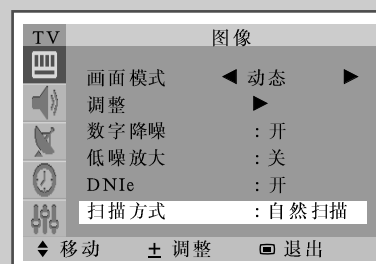 TV 图像
画面模式 ◀ 动态 ▶
调整 ▶
数字降噪 : 开
低噪放大 : 关
DNIe : 开
扫描方式 : 自然扫描
移动 ± 调整 退出